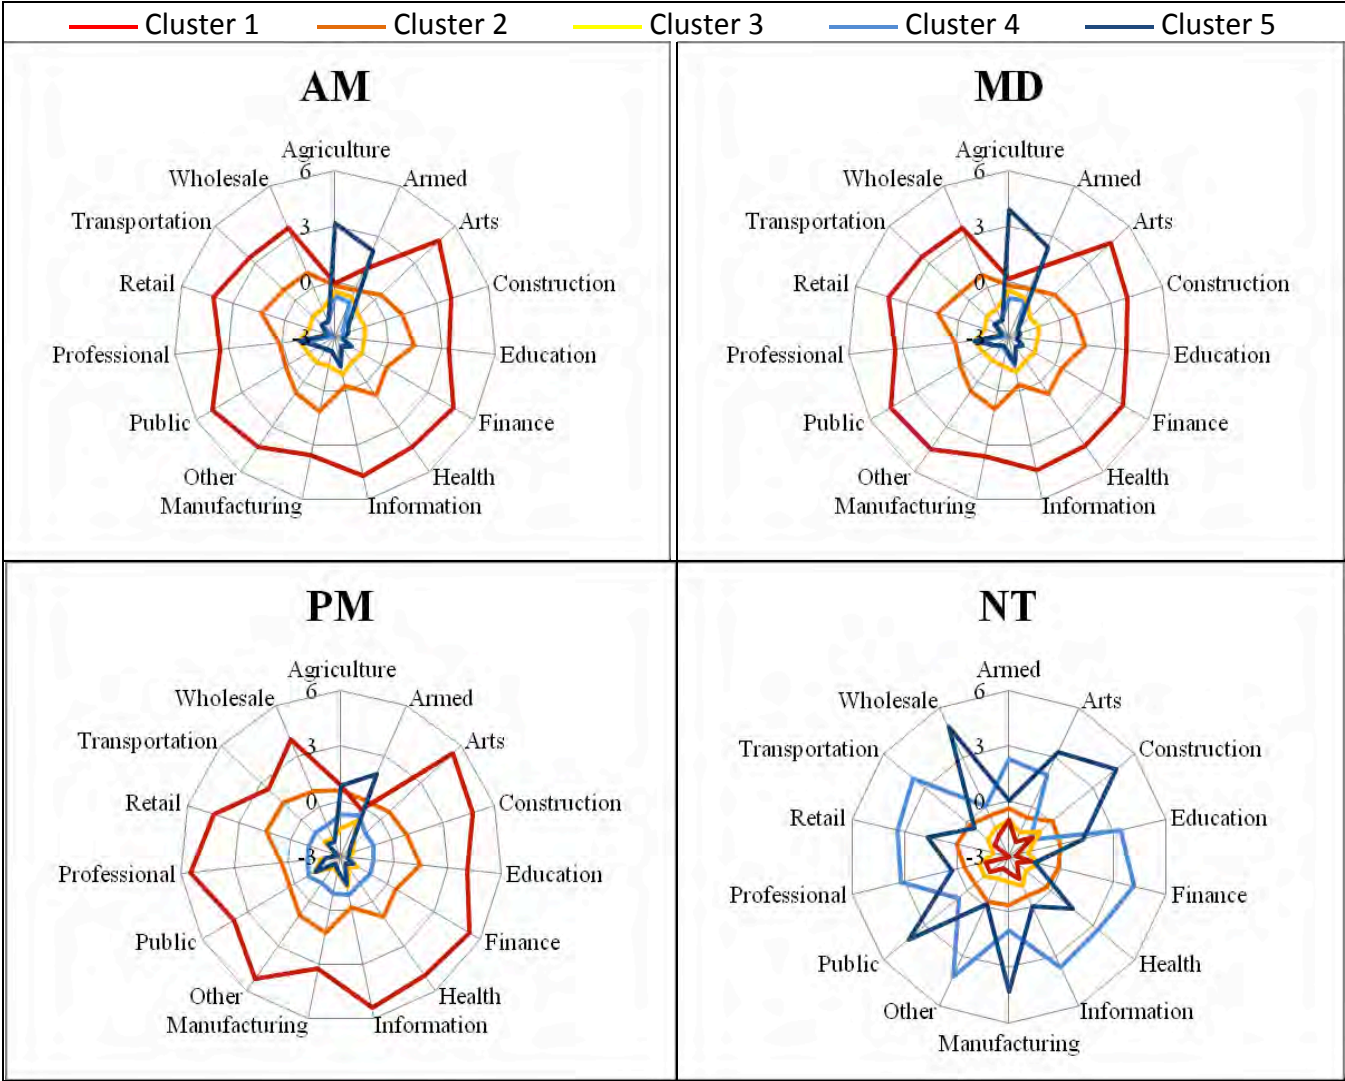 Cluster 1 Cluster 2 Cluster 3 Cluster 4 Cluster 5
AM
Agriculture
6
Wholesale
Armed
Transportation
Arts
3
Retail
0
Construction
Professional
-3
Education
Public
Finance
Other
Health
Manufacturing
Information
MD
Agriculture
6
Wholesale
Armed
Transportation
Arts
3
Retail
0
Construction
Professional
-3
Education
Public
Finance
Other
Health
Manufacturing
Information
PM
Agriculture
6
Wholesale
Armed
Transportation
Arts
3
Retail
0
Construction
Professional
-3
Education
Public
Finance
Other
Health
Manufacturing
Information
NT
Armed
6
Wholesale
Arts
Transportation
3
Construction
Retail
0
Education
-3
Professional
Finance
Public
Health
Other
Information
Manufacturing